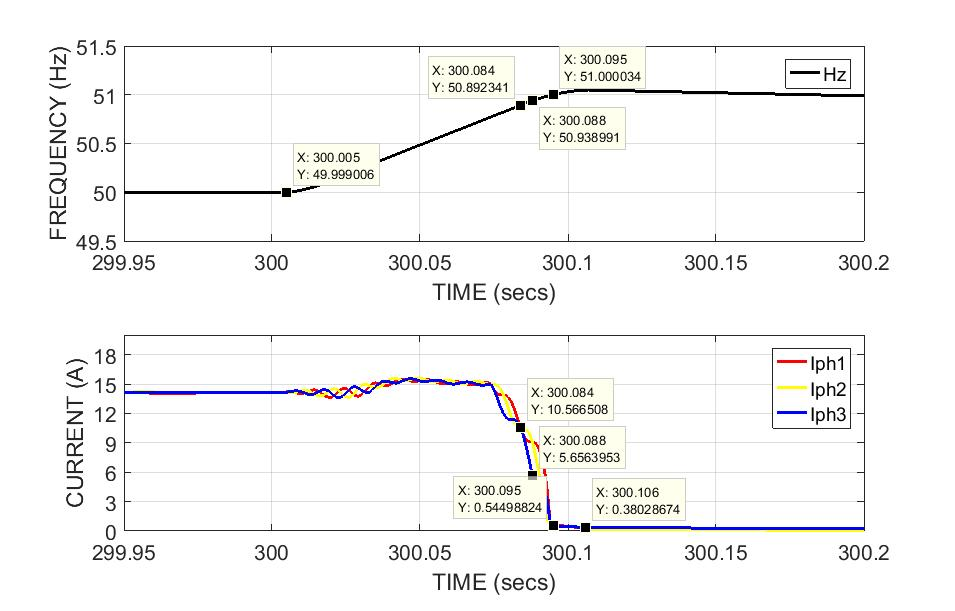 51.5
51
50.5
50
49.5
FREQUENCY (Hz)
X: 300.084
Y: 50.892341
X: 300.095
Y: 51.000034
Hz
X: 300.088
Y: 50.938991
X: 300.005
Y: 49.999006
299.95 300 300.05 300.1 300.15 300.2
TIME (secs)
18
15
12
9
6
3
0
CURRENT (A)
Iph1
Iph2
Iph3
X: 300.084
Y: 10.566508
X: 300.088
Y: 5.6563953
X: 300.095
Y: 0.54498824
X: 300.106
Y: 0.38028674
299.95 300 300.05 300.1 300.15 300.2
TIME (secs)